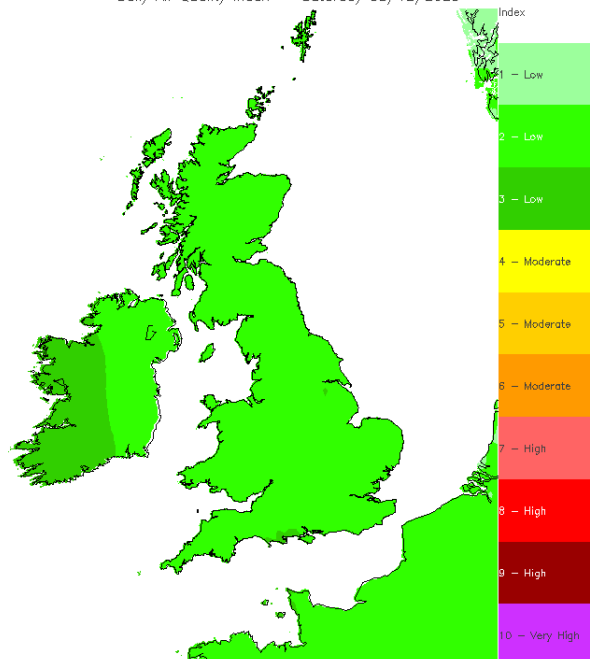 Index
1 - Low
2 - Low
3 - Low
4 - Moderate
5 - Moderate
6 - Moderate
7 - High
8 - High
9 - High
10 - Very High